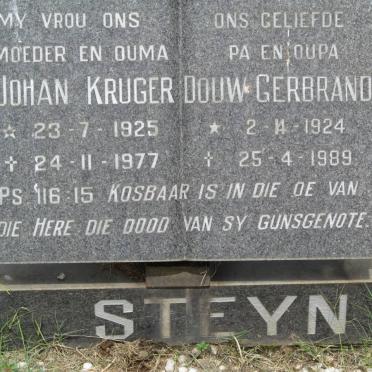 MY VROU ONS
MOEDER EN OUMA
JOHAN KRUGER
☆ 23-7-1925
✝ 24-11-1977
ONS GELIEFDE
PA EN OUPA
DOUW GERBRAND
★ 2-11-1924
✝ 25-4-1989
PS 116:15 KOSBAAR IS IN DIE OE VAN
DIE HERE DIE DOOD VAN SY GUNSGENOTE.
STEYN